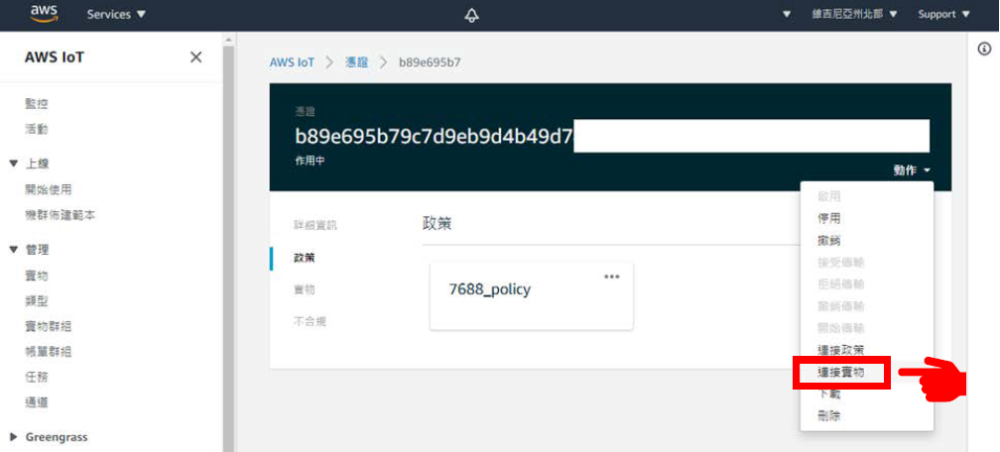 aws Services 維吉尼亞州北部 Support
AWS IoT
監控
活動
上線
開始使用
機群佈建範本
管理
實物
類型
實物群組
帳單群組
任務
通道
Greengrass
AWS IoT 憑證 b89e695b7
憑證
b89e695b79c7d9eb9d4b49d7
作用中
動作
啟用
停用
撤銷
接受傳輸
拒絕傳輸
撤銷傳輸
開始傳輸
連接政策
連接實物
下載
刪除
詳細資訊
政策
實物
不合規
政策
7688_policy